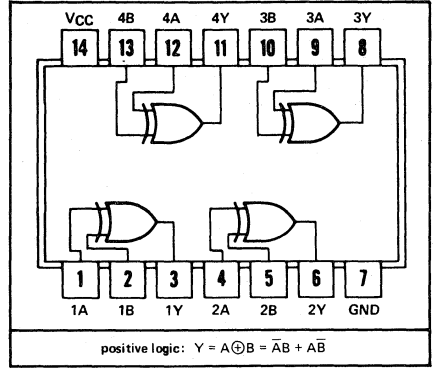 VCC 4B 4A 4Y 3B 3A 3Y
14 13 12 11 10 9 8
1 2 3 4 5 6 7
1A 1B 1Y 2A 2B 2Y GND
positive logic: Y = A⊕B = A̅B + AB̅